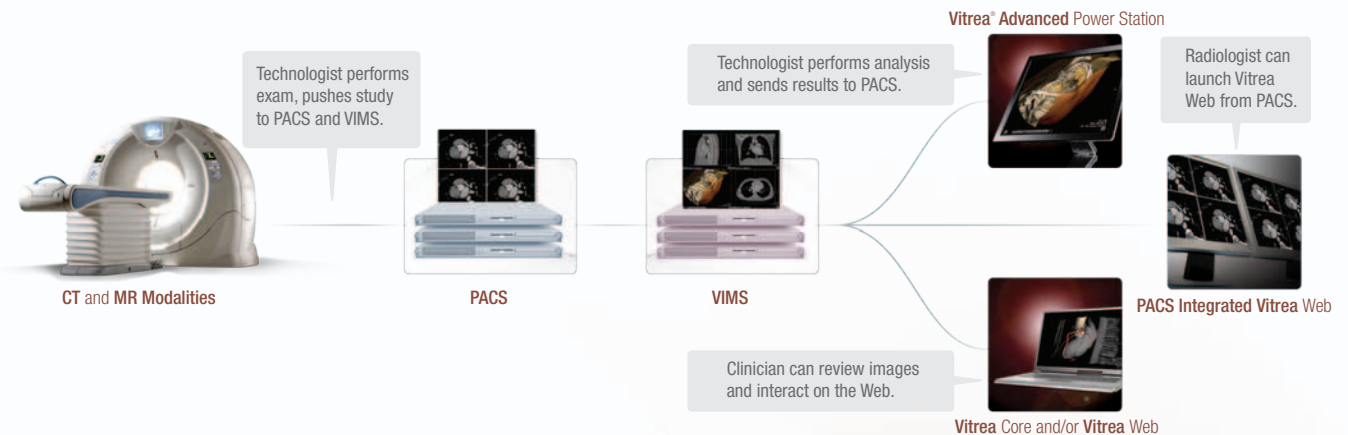 Vitrea® Advanced Power Station
Technologist performs
exam, pushes study
to PACS and VIMS.
Technologist performs analysis
and sends results to PACS.
Radiologist can
launch Vitrea
Web from PACS.
CT and MR Modalities
PACS
VIMS
PACS Integrated Vitrea Web
Clinician can review images
and interact on the Web.
Vitrea Core and/or Vitrea Web